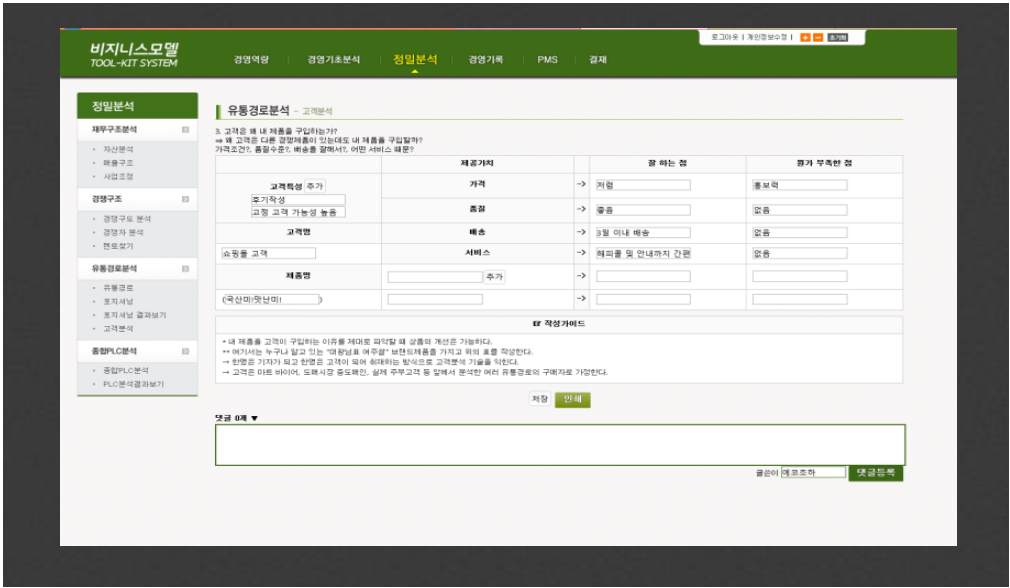 로그아웃 | 개인정보수정 | + - 초기화
비지니스모델
TOOL-KIT SYSTEM
경영역량 경영기초분석 정밀분석 경영기록 PMS 결재
정밀분석
재무구조분석
· 자산분석
· 매출구조
· 사업조정
경쟁구조
· 경쟁구도 분석
· 경쟁자 분석
· 멘토찾기
유통경로분석
· 유통경로
· 포지셔닝
· 포지셔닝 결과보기
· 고객분석
종합PLC분석
· 종합PLC분석
· PLC분석결과보기
유통경로분석 - 고객분석
3. 고객은 왜 내 제품을 구입하는가?
⇒ 왜 고객은 다른 경쟁제품이 있는데도 내 제품을 구입할까?
가격조건?, 품질수준?, 배송을 잘해서?, 어떤 서비스 때문?
제공가치 잘 하는 점 뭔가 부족한 점
고객특성 추가
후기작성
고정 고객 가능성 높음
가격 -> 저렴 홍보력
품질 -> 좋음 없음
고객명 배송 -> 3일 이내 배송 없음
쇼핑몰 고객 서비스 -> 해피콜 및 안내까지 간편 없음
제품명 추가 ->
(국산미!맛난미! ) ->
☞ 작성가이드
* 내 제품을 고객이 구입하는 이유를 제대로 파악할 때 상품의 개선은 가능하다.
** 여기서는 누구나 알고 있는 "대왕님표 여주쌀" 브랜드제품을 가지고 위의 표를 작성한다.
→ 한명은 기자가 되고 한명은 고객이 되어 취재하는 방식으로 고객분석 기술을 익힌다.
→ 고객은 마트 바이어, 도매시장 중도매인, 실제 주부고객 등 앞에서 분석한 여러 유통경로의 구매자로 가정한다.
저장 인쇄
댓글 0개 ▼
글쓴이 에코조하 댓글등록